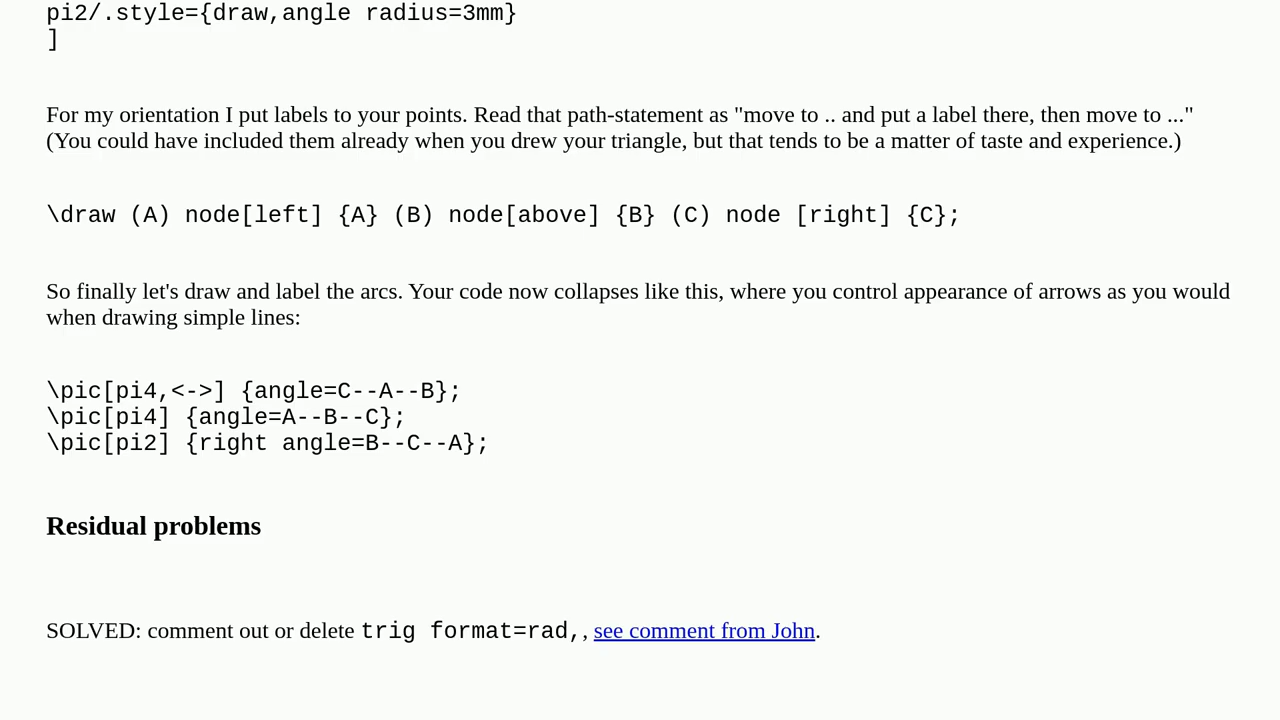 pi2/.style={draw,angle radius=3mm}
]
For my orientation I put labels to your points. Read that path-statement as "move to .. and put a label there, then move to ..."
(You could have included them already when you drew your triangle, but that tends to be a matter of taste and experience.)
\draw (A) node[left] {A} (B) node[above] {B} (C) node [right] {C};
So finally let's draw and label the arcs. Your code now collapses like this, where you control appearance of arrows as you would
when drawing simple lines:
\pic[pi4,<->] {angle=C--A--B};
\pic[pi4] {angle=A--B--C};
\pic[pi2] {right angle=B--C--A};
Residual problems
SOLVED: comment out or delete trig format=rad,, see comment from John.